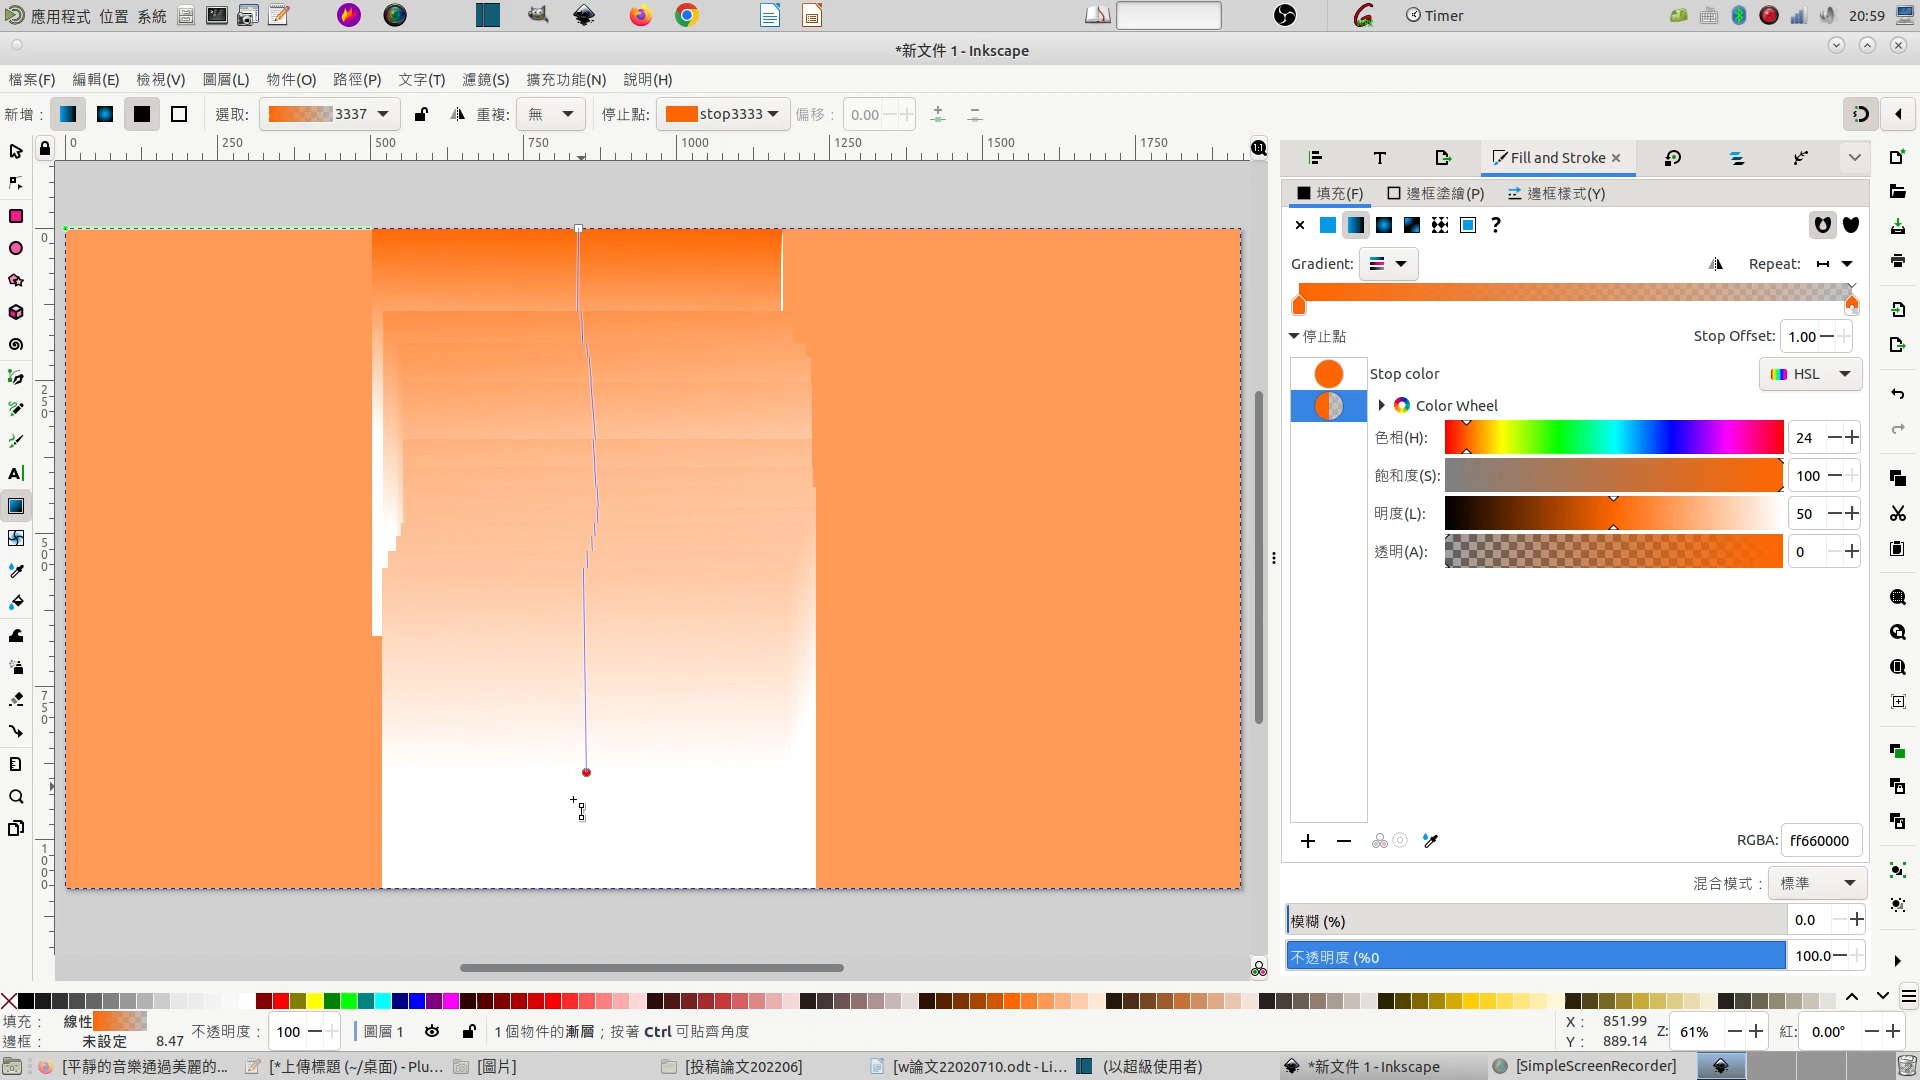 應用程式 位置 系統
Timer
20:59
*新文件 1 - Inkscape
檔案(F) 編輯(E) 檢視(V) 圖層(L) 物件(O) 路徑(P) 文字(T) 濾鏡(S) 擴充功能(N) 說明(H)
新增 : 選取: 3337 重複: 無 停止點: stop3333 偏移 : 0.00
0 250 500 750 1000 1250 1500 1750
1:1
0
250
500
750
1000
Fill and Stroke
填充(F) 邊框塗繪(P) 邊框樣式(Y)
?
Gradient: Repeat:
停止點 Stop Offset: 1.00
Stop color HSL
Color Wheel
色相(H): 24
飽和度(S): 100
明度(L): 50
透明(A): 0
RGBA: ff660000
混合模式 : 標準
模糊 (%) 0.0
不透明度 (%0 100.0
填充 : 線性 不透明度 : 100 圖層 1 1 個物件的漸層；按著 Ctrl 可貼齊角度
邊框 : 未設定 8.47
X : 851.99
Y : 889.14
Z: 61% 紅: 0.00°
[平靜的音樂通過美麗的... [*上傳標題 (~/桌面) - Plu... [圖片] [投稿論文202206] [w論文22020710.odt - Li... (以超級使用者) *新文件 1 - Inkscape [SimpleScreenRecorder]